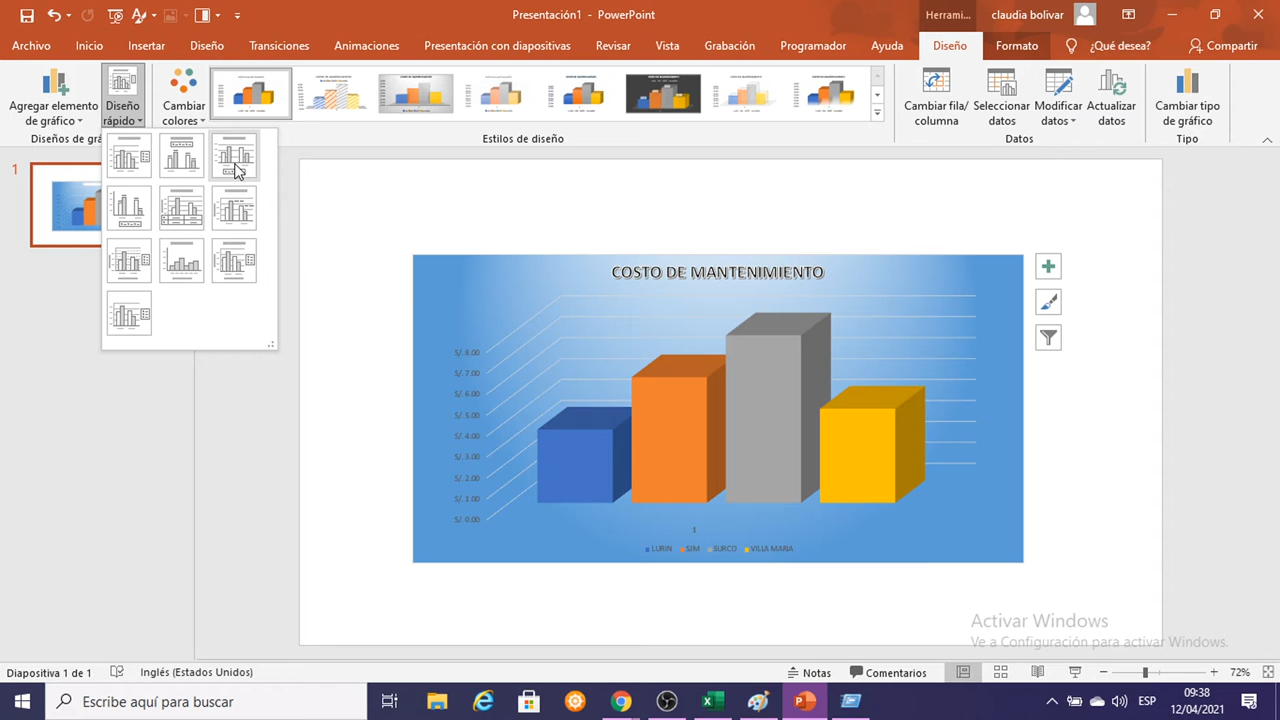 Presentación1 - PowerPoint
Herrami...
claudia bolivar
Archivo
Inicio
Insertar
Diseño
Transiciones
Animaciones
Presentación con diapositivas
Revisar
Vista
Grabación
Programador
Ayuda
Diseño
Formato
¿Qué desea?
Compartir
Agregar elemento de gráfico
Diseño rápido
Cambiar colores
Cambiar fila/ columna
Seleccionar datos
Modificar datos
Actualizar datos
Cambiar tipo de gráfico
Diseños de grá
Estilos de diseño
Datos
Tipo
1
COSTO DE MANTENIMIENTO
S/. 8.00
S/. 7.00
S/. 6.00
S/. 5.00
S/. 4.00
S/. 3.00
S/. 2.00
S/. 1.00
S/. 0.00
1
LURIN SJM SURCO VILLA MARIA
Activar Windows
Ve a Configuración para activar Windows.
Diapositiva 1 de 1
Inglés (Estados Unidos)
Notas
Comentarios
72%
Escribe aquí para buscar
ESP
09:38
12/04/2021